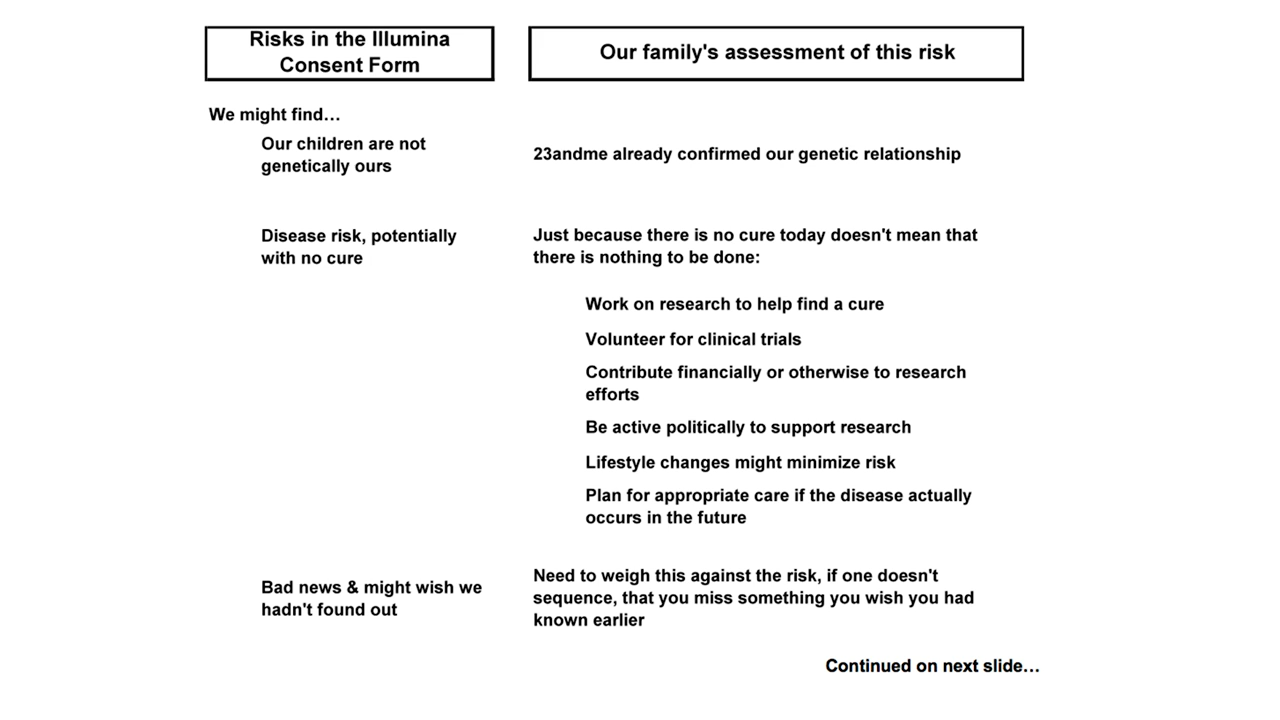 Risks in the Illumina
Consent Form
Our family's assessment of this risk
We might find…
Our children are not
genetically ours
23andme already confirmed our genetic relationship
Disease risk, potentially
with no cure
Just because there is no cure today doesn't mean that
there is nothing to be done:
Work on research to help find a cure
Volunteer for clinical trials
Contribute financially or otherwise to research
efforts
Be active politically to support research
Lifestyle changes might minimize risk
Plan for appropriate care if the disease actually
occurs in the future
Bad news & might wish we
hadn't found out
Need to weigh this against the risk, if one doesn't
sequence, that you miss something you wish you had
known earlier
Continued on next slide…